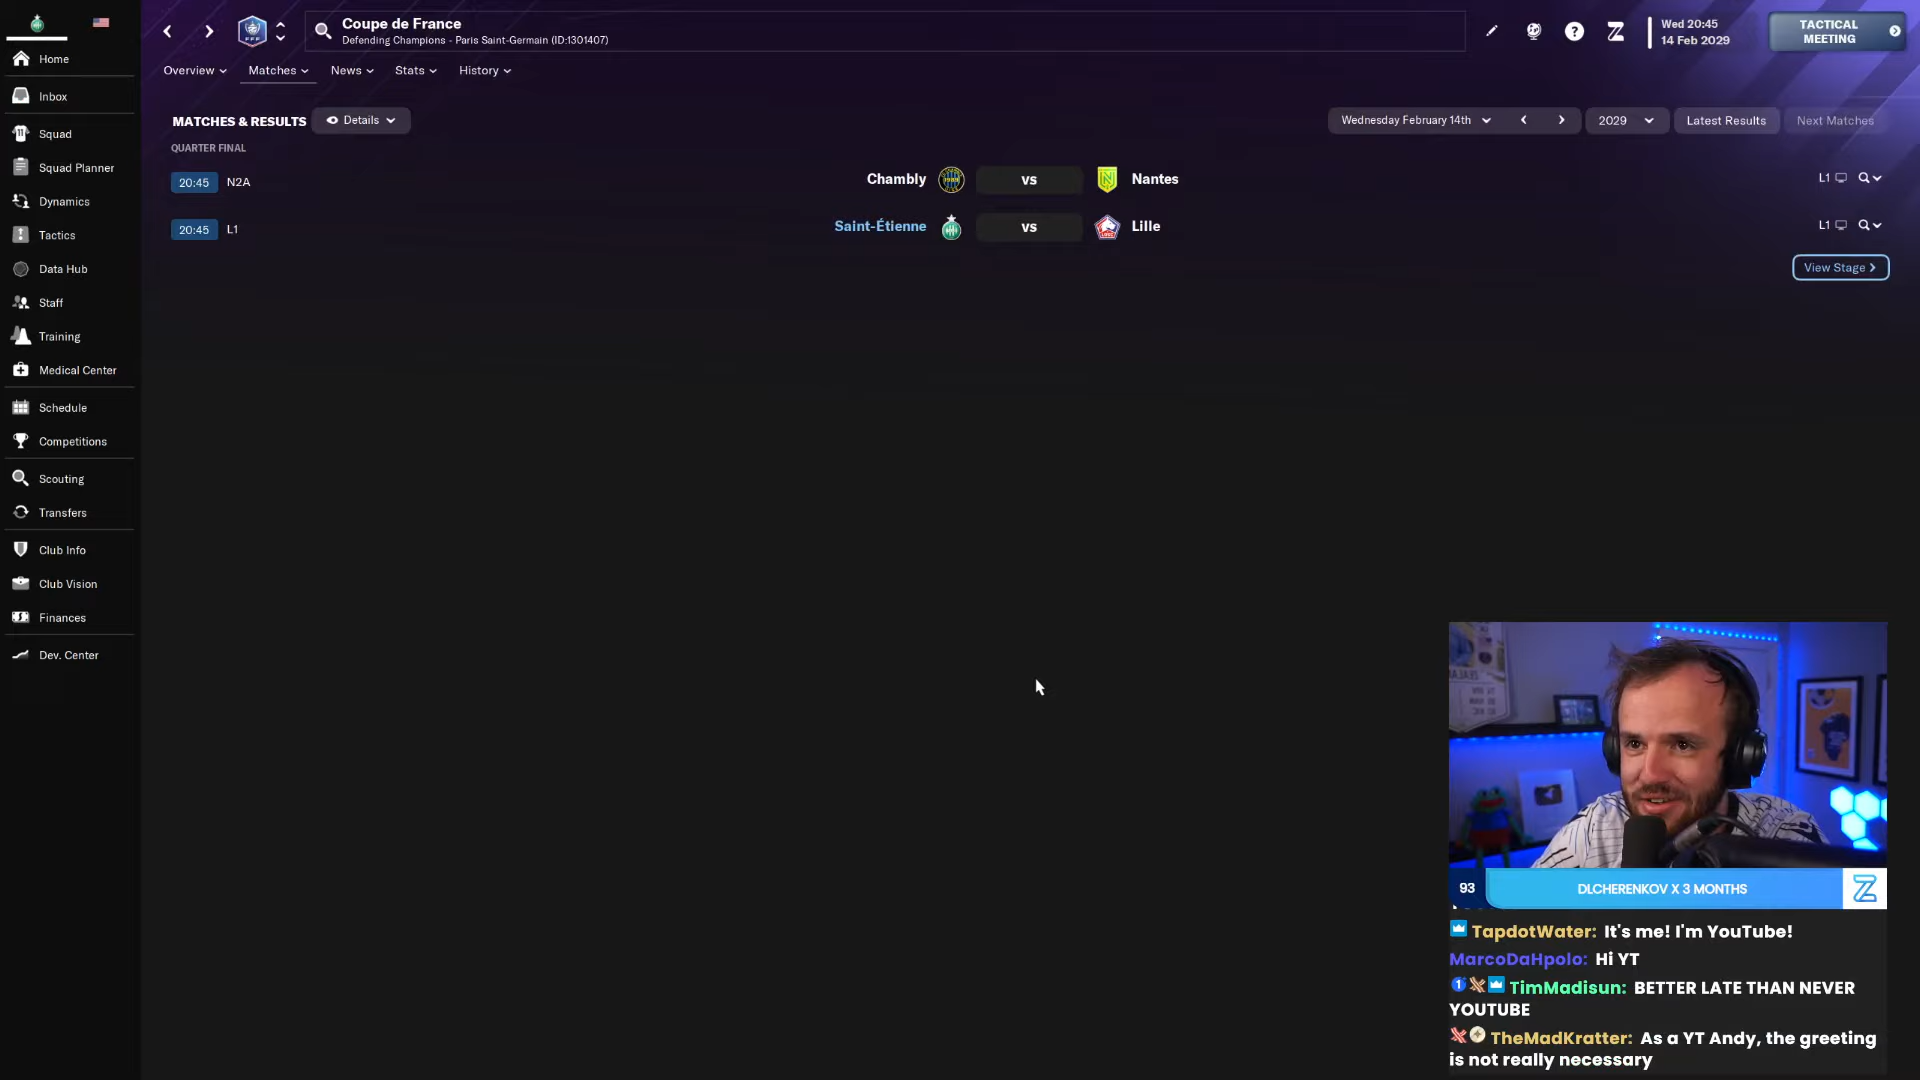 Coupe de France
Defending Champions - Paris Saint-Germain (ID:1301407)
Wed 20:45
14 Feb 2029
TACTICAL
MEETING
Overview
Matches
News
Stats
History
Home
Inbox
Squad
Squad Planner
Dynamics
Tactics
Data Hub
Staff
Training
Medical Center
Schedule
Competitions
Scouting
Transfers
Club Info
Club Vision
Finances
Dev. Center
MATCHES & RESULTS
Details
Wednesday February 14th
2029
Latest Results
Next Matches
QUARTER FINAL
20:45 N2A Chambly vs Nantes L1
20:45 L1 Saint-Étienne vs Lille L1
View Stage
93
DLCHERENKOV X 3 MONTHS
TapdotWater: It's me! I'm YouTube!
MarcoDaHpolo: Hi YT
TimMadisun: BETTER LATE THAN NEVER
YOUTUBE
TheMadKratter: As a YT Andy, the greeting
is not really necessary